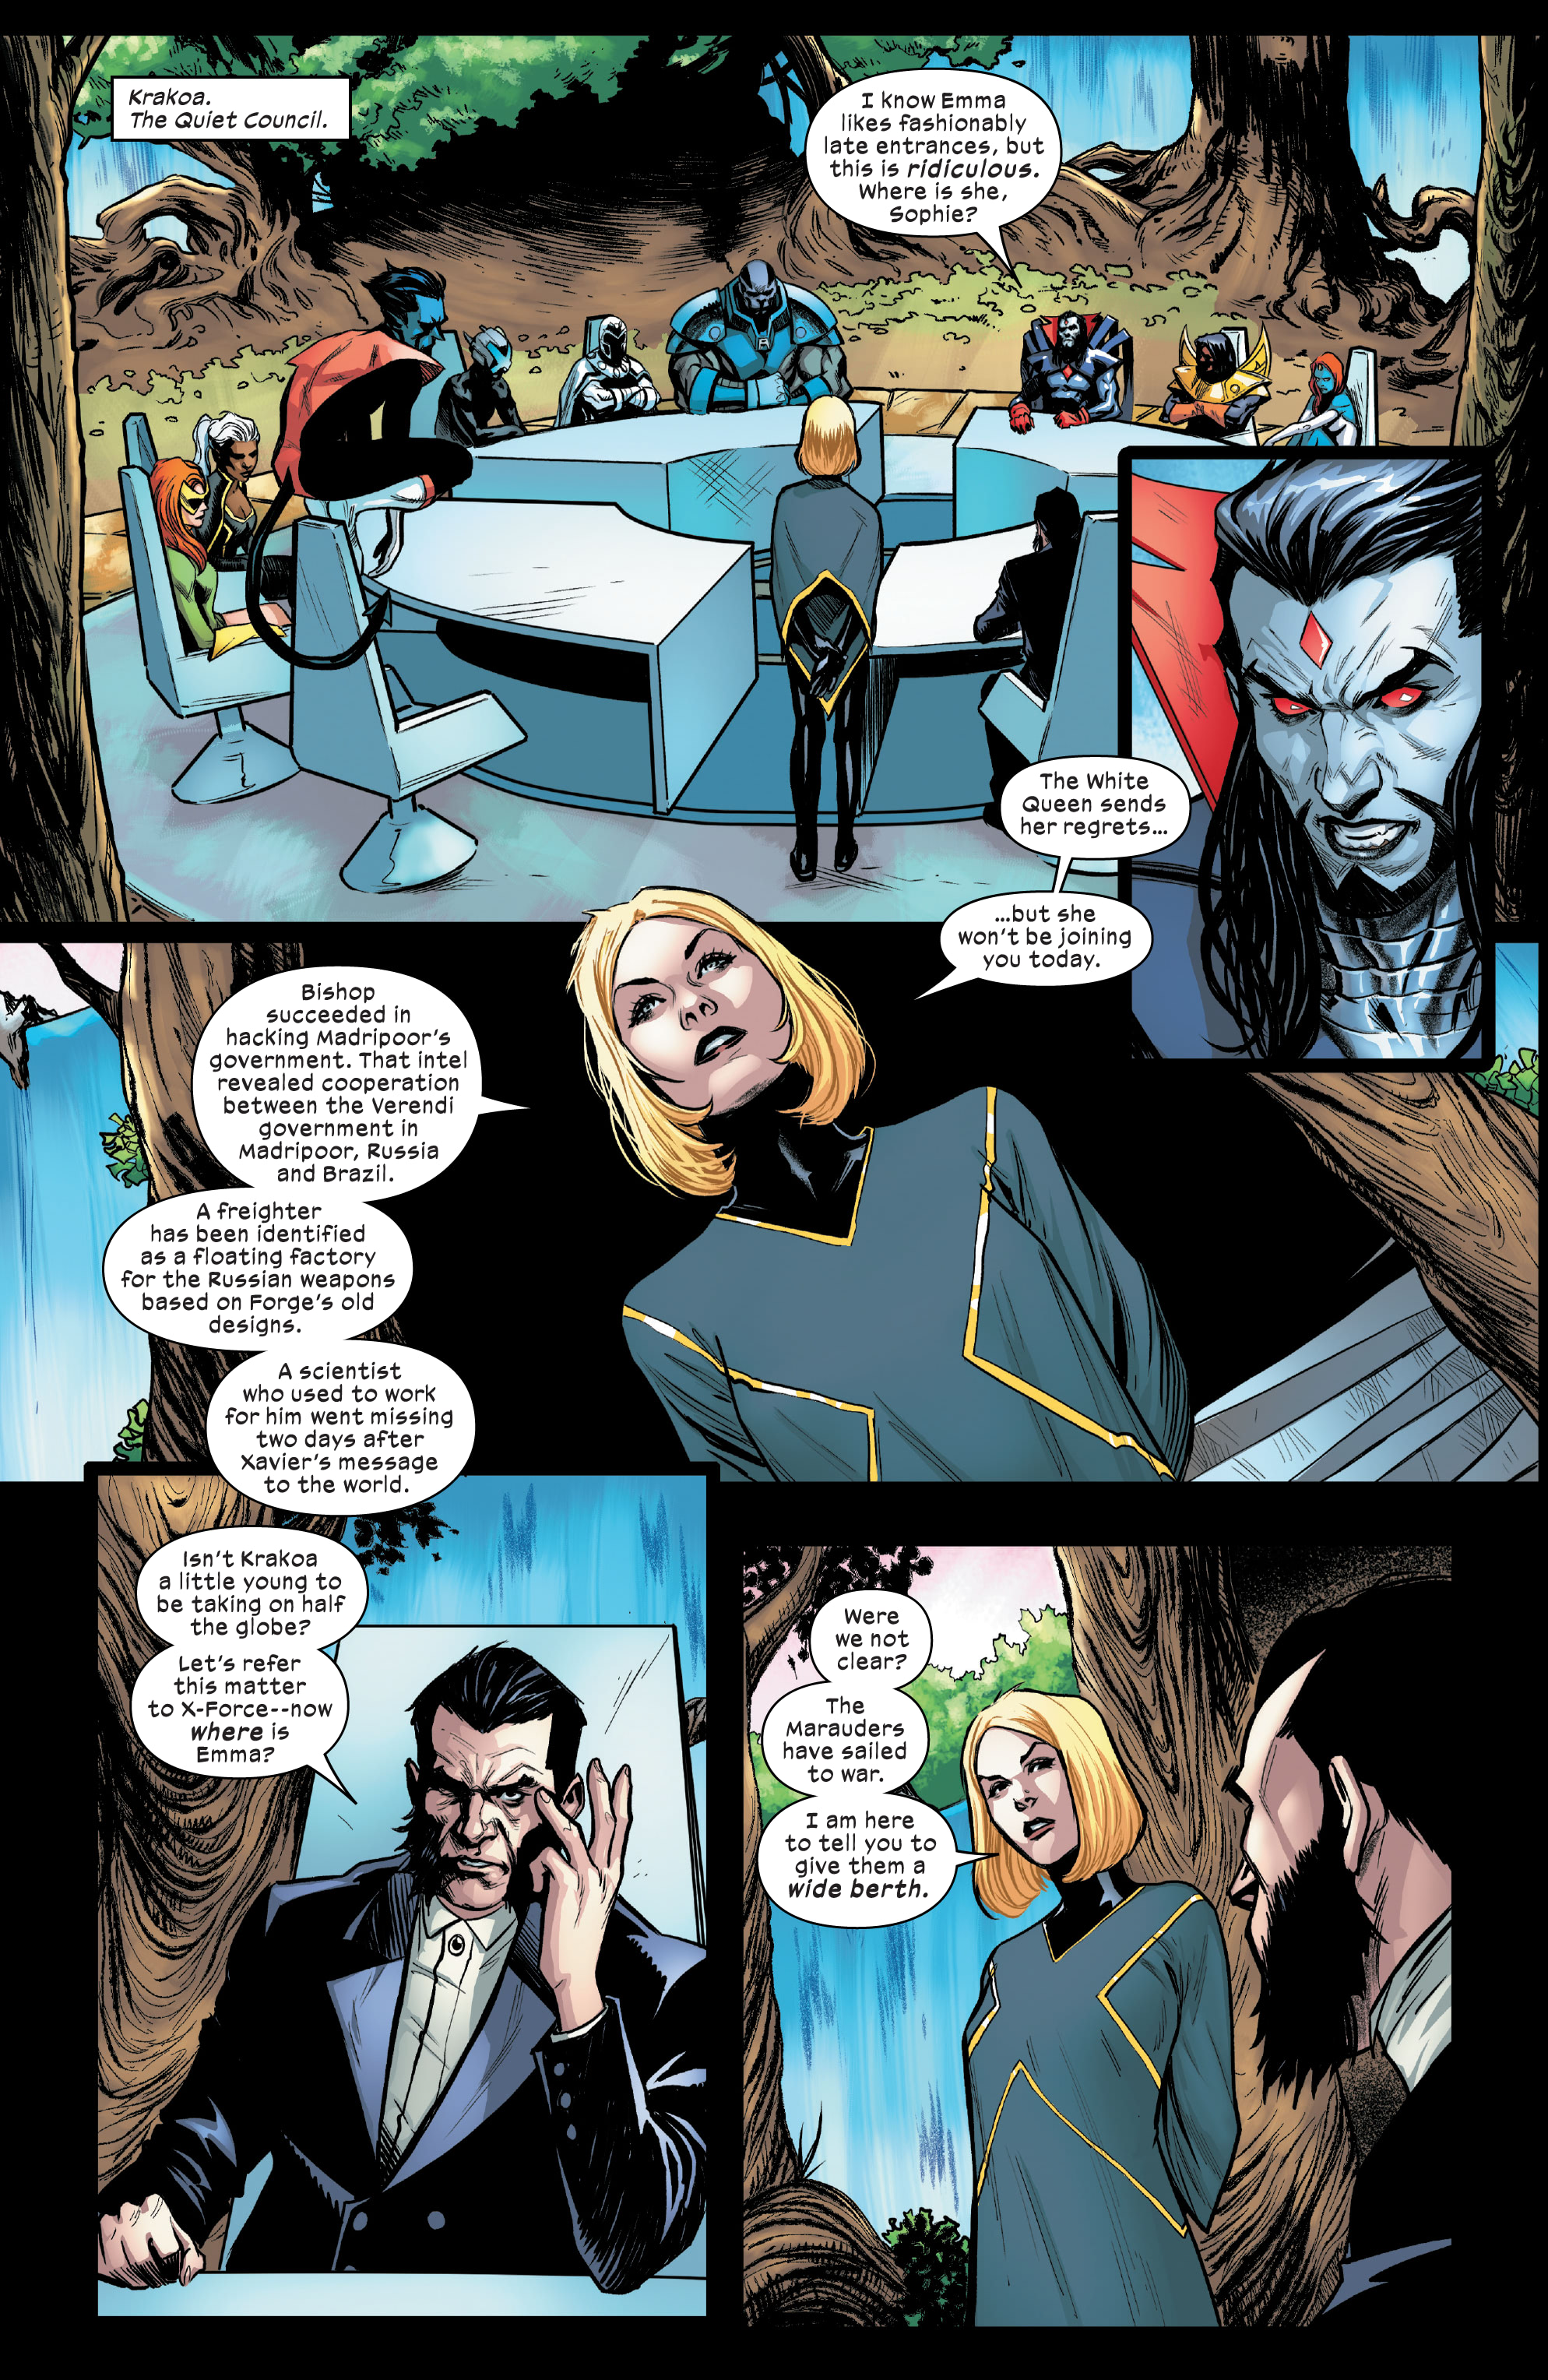 Krakoa.
The Quiet Council.
I know Emma
likes fashionably
late entrances, but
this is ridiculous.
Where is she,
Sophie?
The White
Queen sends
her regrets...
...but she
won't be joining
you today.
Bishop
succeeded in
hacking Madripoor's
government. That intel
revealed cooperation
between the Verendi
government in
Madripoor, Russia
and Brazil.
A freighter
has been identified
as a floating factory
for the Russian weapons
based on Forge's old
designs.
A scientist
who used to work
for him went missing
two days after
Xavier's message
to the world.
Isn't Krakoa
a little young to
be taking on half
the globe?
Let's refer
this matter
to X-Force--now
where is
Emma?
Were
we not
clear?
The
Marauders
have sailed
to war.
I am here
to tell you to
give them a
wide berth.